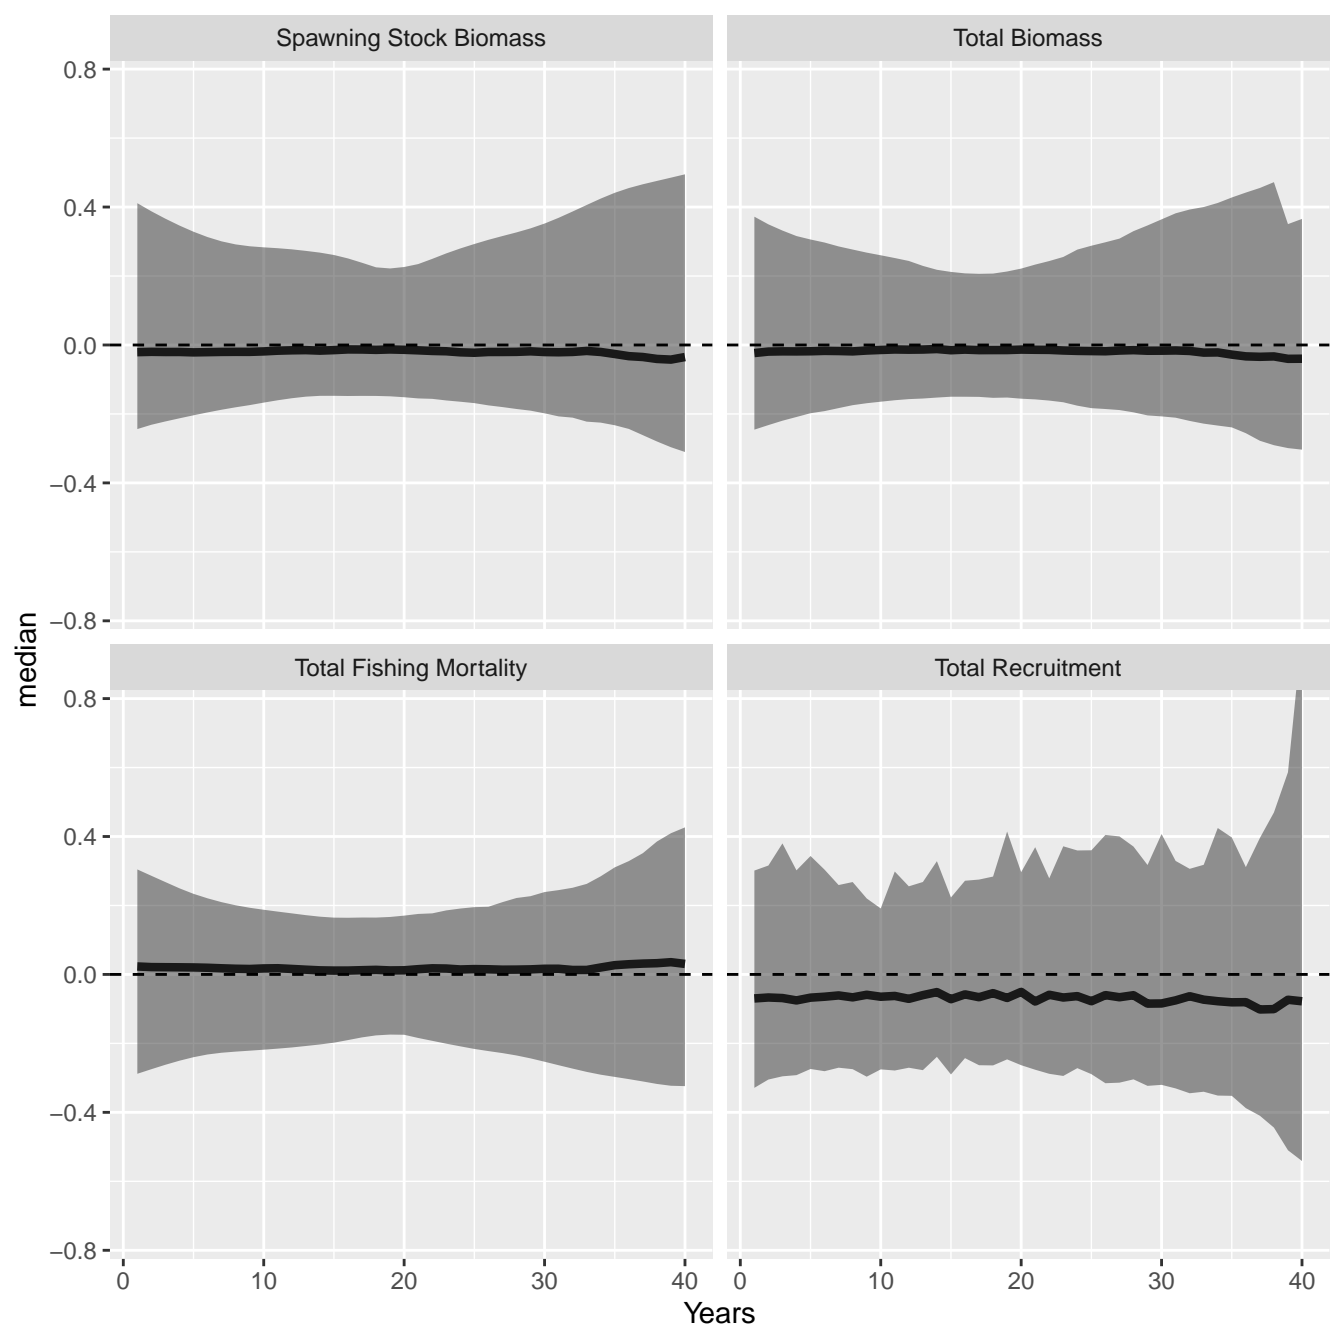 Spawning Stock Biomass
Total Biomass
0.8
0.4
0.0
−0.4
−0.8
median
Total Fishing Mortality
Total Recruitment
0.8
0.4
0.0
−0.4
−0.8
0 10 20 30 40
0 10 20 30 40
Years